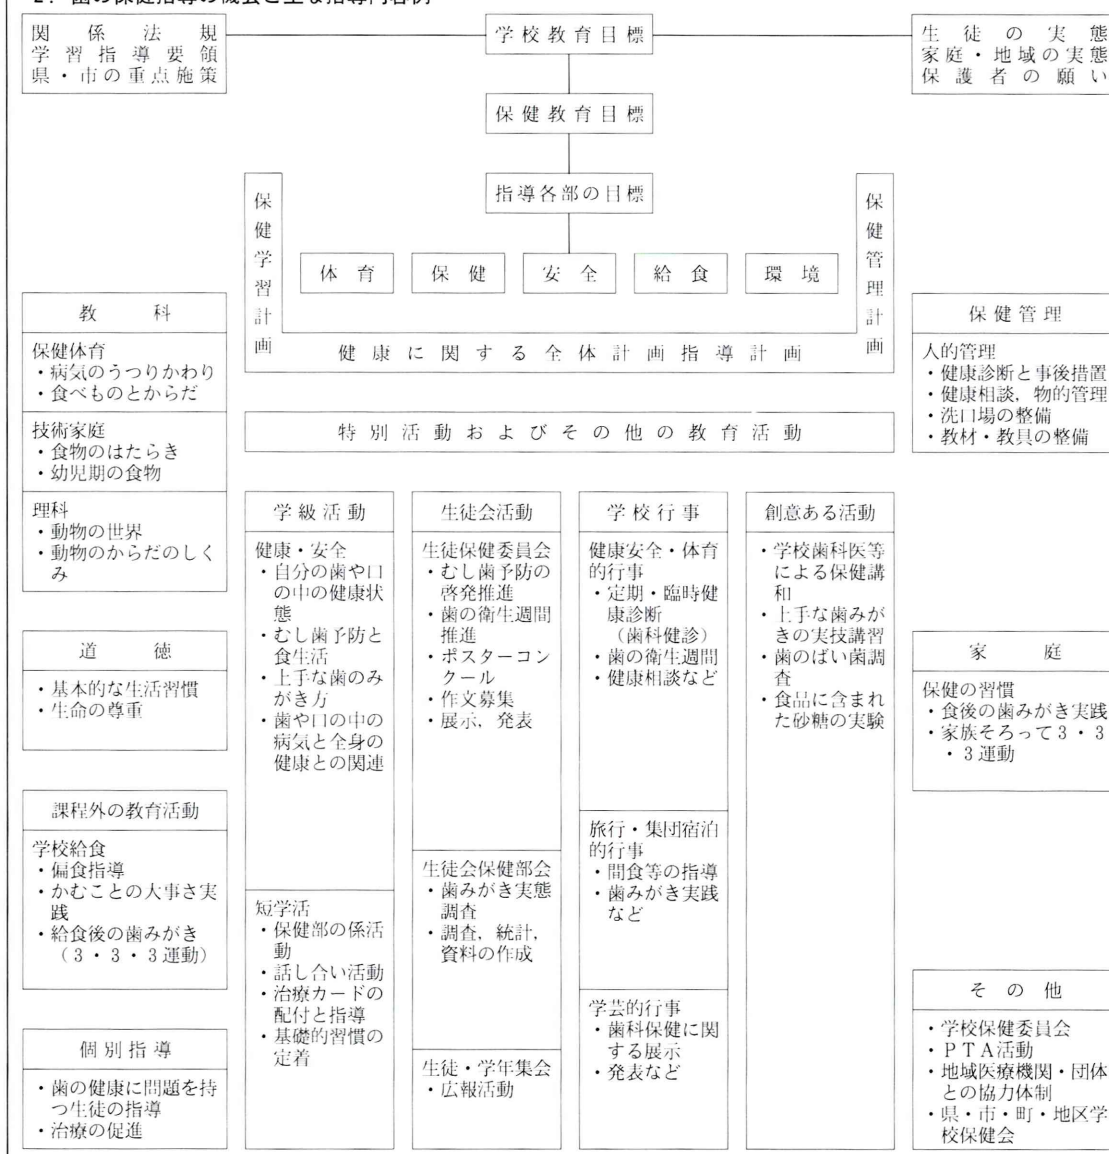 2. 歯の保健指導の機会と主な指導内容例
関係法規
学習指導要領
県・市の重点施策
学校教育目標
生徒の実態
家庭・地域の実態
保護者の願い
保健教育目標
指導各部の目標
保健学習計画
体育
保健
安全
給食
環境
保健管理計画
健康に関する全体計画指導計画
特別活動およびその他の教育活動
教科
保健体育
・病気のうつりかわり
・食べものとからだ
技術家庭
・食物のはたらき
・幼児期の食物
理科
・動物の世界
・動物のからだのしく
み
道徳
・基本的な生活習慣
・生命の尊重
課程外の教育活動
学校給食
・偏食指導
・かむことの大事さ実
践
・給食後の歯みがき
(3・3・3運動)
個別指導
・歯の健康に問題を持
つ生徒の指導
・治療の促進
学級活動
健康・安全
・自分の歯や口
の中の健康状
態
・むし歯予防と
食生活
・上手な歯のみ
がき方
・歯や口の中の
病気と全身の
健康との関連
短学活
・保健部の係活
動
・話し合い活動
・治療カードの
配付と指導
・基礎的習慣の
定着
生徒会活動
生徒保健委員会
・むし歯予防の
啓発推進
・歯の衛生週間
推進
・ポスターコン
クール
・作文募集
・展示,発表
生徒会保健部会
・歯みがき実態
調査
・調査,統計,
資料の作成
生徒・学年集会
・広報活動
学校行事
健康安全・体育
的行事
・定期・臨時健
康診断
(歯科健診)
・歯の衛生週間
・健康相談など
旅行・集団宿泊
的行事
・間食等の指導
・歯みがき実践
など
学芸的行事
・歯科保健に関
する展示
・発表など
創意ある活動
・学校歯科医等
による保健講
和
・上手な歯みが
きの実技講習
・歯のばい菌調
査
・食品に含まれ
た砂糖の実験
保健管理
人的管理
・健康診断と事後措置
・健康相談,物的管理
・洗口場の整備
・教材・教具の整備
家庭
保健の習慣
・食後の歯みがき実践
・家族そろって3・3
・3運動
その他
・学校保健委員会
・PTA活動
・地域医療機関・団体
との協力体制
・県・市・町・地区学
校保健会